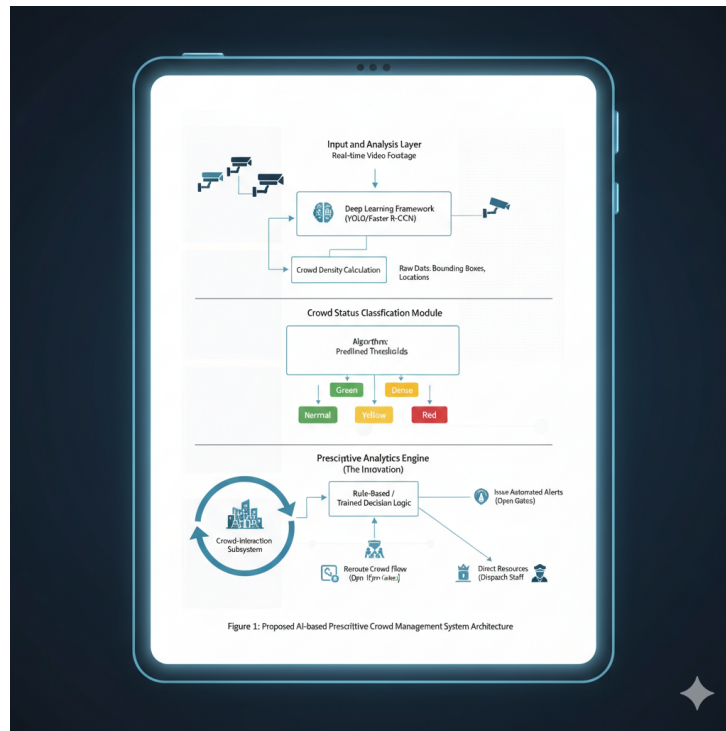 Input and Analysis Layer
Real-time Video Footage
Deep Learning Framework
(YOLO/Faster R-CCN)
Crowd Density Calculation
Raw Data: Bounding Boxes,
Locations
Crowd Status Classfication Module
Algorithm:
Thresholds
Green
Dense
Normal
Yellow
Red
Analytics Engine
(The Innovation)
Rule-Based /
Trained Decision Logic
Issue Automated Alerts
(Open Gates)
Crowd-Interaction
Subsystem
Reroute Crowd Flow
Direct Resources
(Dispatch Staff
Figure 1: Proposed AI-based Crowd Management System Architecture